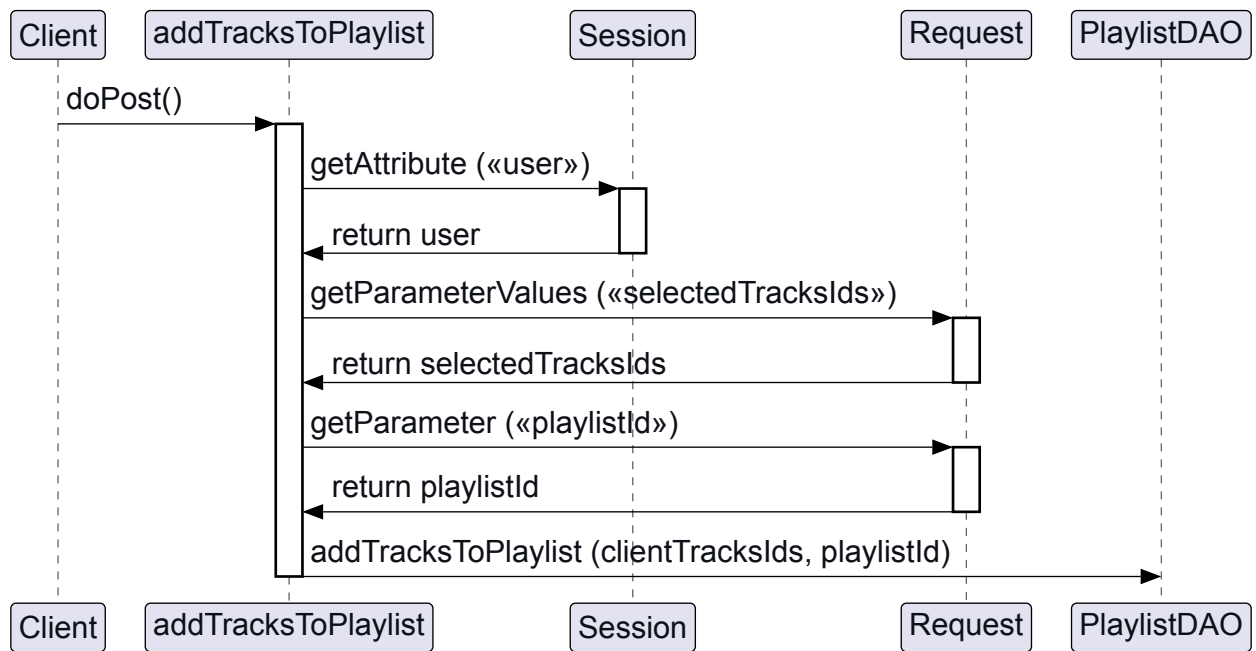 Client addTracksToPlaylist Session Request PlaylistDAO
doPost()
getAttribute («user»)
return user
getParameterValues («selectedTracksIds»)
return selectedTracksIds
getParameter («playlistId»)
return playlistId
addTracksToPlaylist (clientTracksIds, playlistId)
Client addTracksToPlaylist Session Request PlaylistDAO